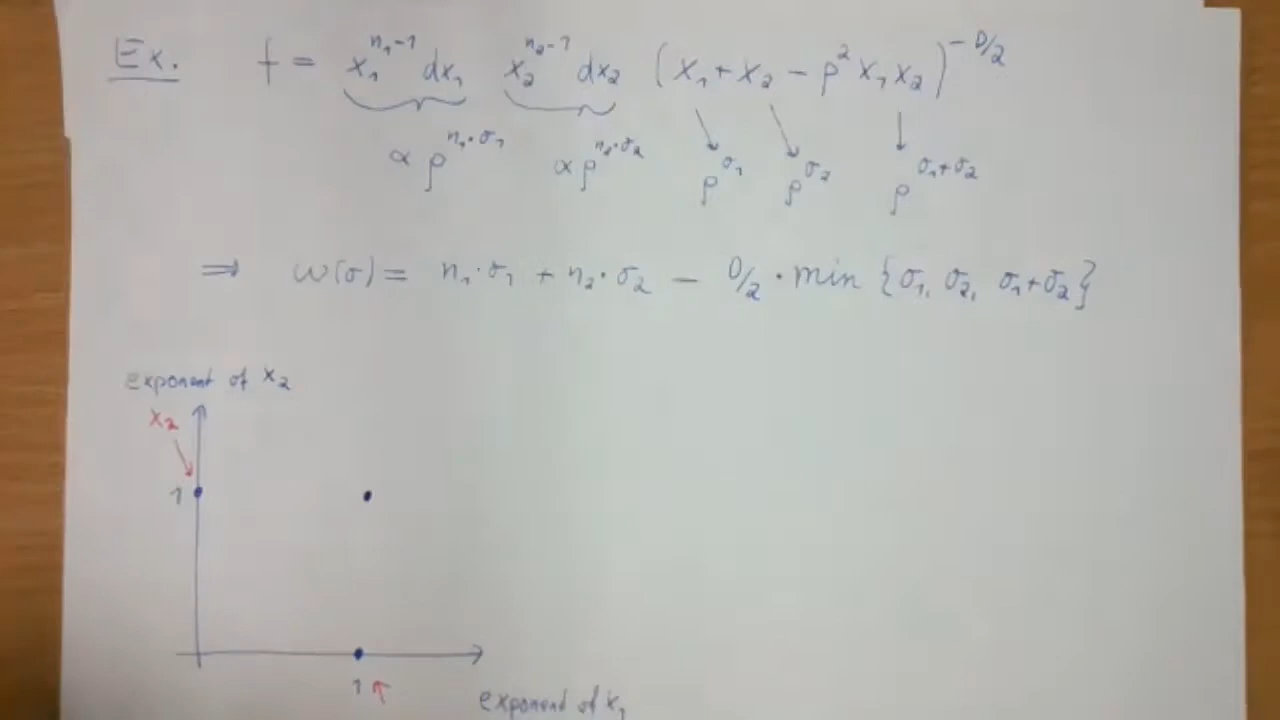 Ex. f = x₁^{n₁-1} dx₁ x₂^{n₂-1} dx₂ (x₁ + x₂ - p² x₁ x₂)^{-D/2}
∝ ρ^{n₁·σ₁} ∝ ρ^{n₂·σ₂} ρ^{σ₁} ρ^{σ₂} ρ^{σ₁+σ₂}
⇒ ω(σ) = n₁·σ₁ + n₂·σ₂ - D/2 · min {σ₁, σ₂, σ₁+σ₂}
exponent of x₂
x₂
1
1
exponent of x₁